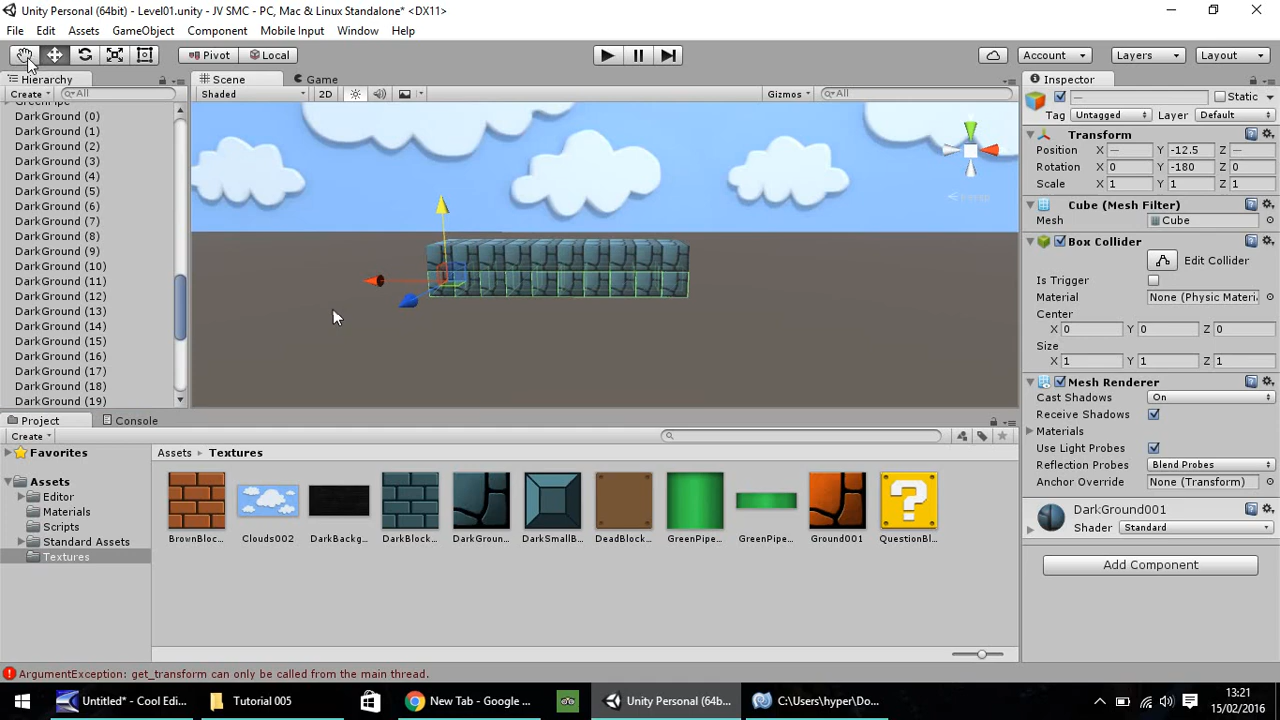 Unity Personal (64bit) - Level01.unity - JV SMC - PC, Mac & Linux Standalone* <DX11>
File Edit Assets GameObject Component Mobile Input Window Help
Pivot Local Account Layers Layout
Hierarchy Scene Game Inspector
Create All Shaded 2D Gizmos All
Static
Tag Untagged Layer Default
DarkGround (0)
DarkGround (1)
DarkGround (2)
DarkGround (3)
DarkGround (4)
DarkGround (5)
DarkGround (6)
DarkGround (7)
DarkGround (8)
DarkGround (9)
DarkGround (10)
DarkGround (11)
DarkGround (12)
DarkGround (13)
DarkGround (14)
DarkGround (15)
DarkGround (16)
DarkGround (17)
DarkGround (18)
DarkGround (19)
Persp
Transform
Position X — Y -12.5 Z —
Rotation X 0 Y -180 Z 0
Scale X 1 Y 1 Z 1
Cube (Mesh Filter)
Mesh Cube
Box Collider
Edit Collider
Is Trigger
Material None (Physic Materi
Center
X 0 Y 0 Z 0
Size
X 1 Y 1 Z 1
Mesh Renderer
Cast Shadows On
Receive Shadows
Materials
Use Light Probes
Reflection Probes Blend Probes
Anchor Override None (Transform)
DarkGround001
Shader Standard
Add Component
Project Console
Create
Favorites
Assets
Editor
Materials
Scripts
Standard Assets
Textures
Assets Textures
BrownBloc... Clouds002 DarkBackg... DarkBlock... DarkGroun... DarkSmallB... DeadBlock... GreenPipe... GreenPipe... Ground001 QuestionBl...
ArgumentException: get_transform can only be called from the main thread.
Untitled* - Cool Edi... Tutorial 005 New Tab - Google ... Unity Personal (64b... C:\Users\hyper\Do...
13:21
15/02/2016